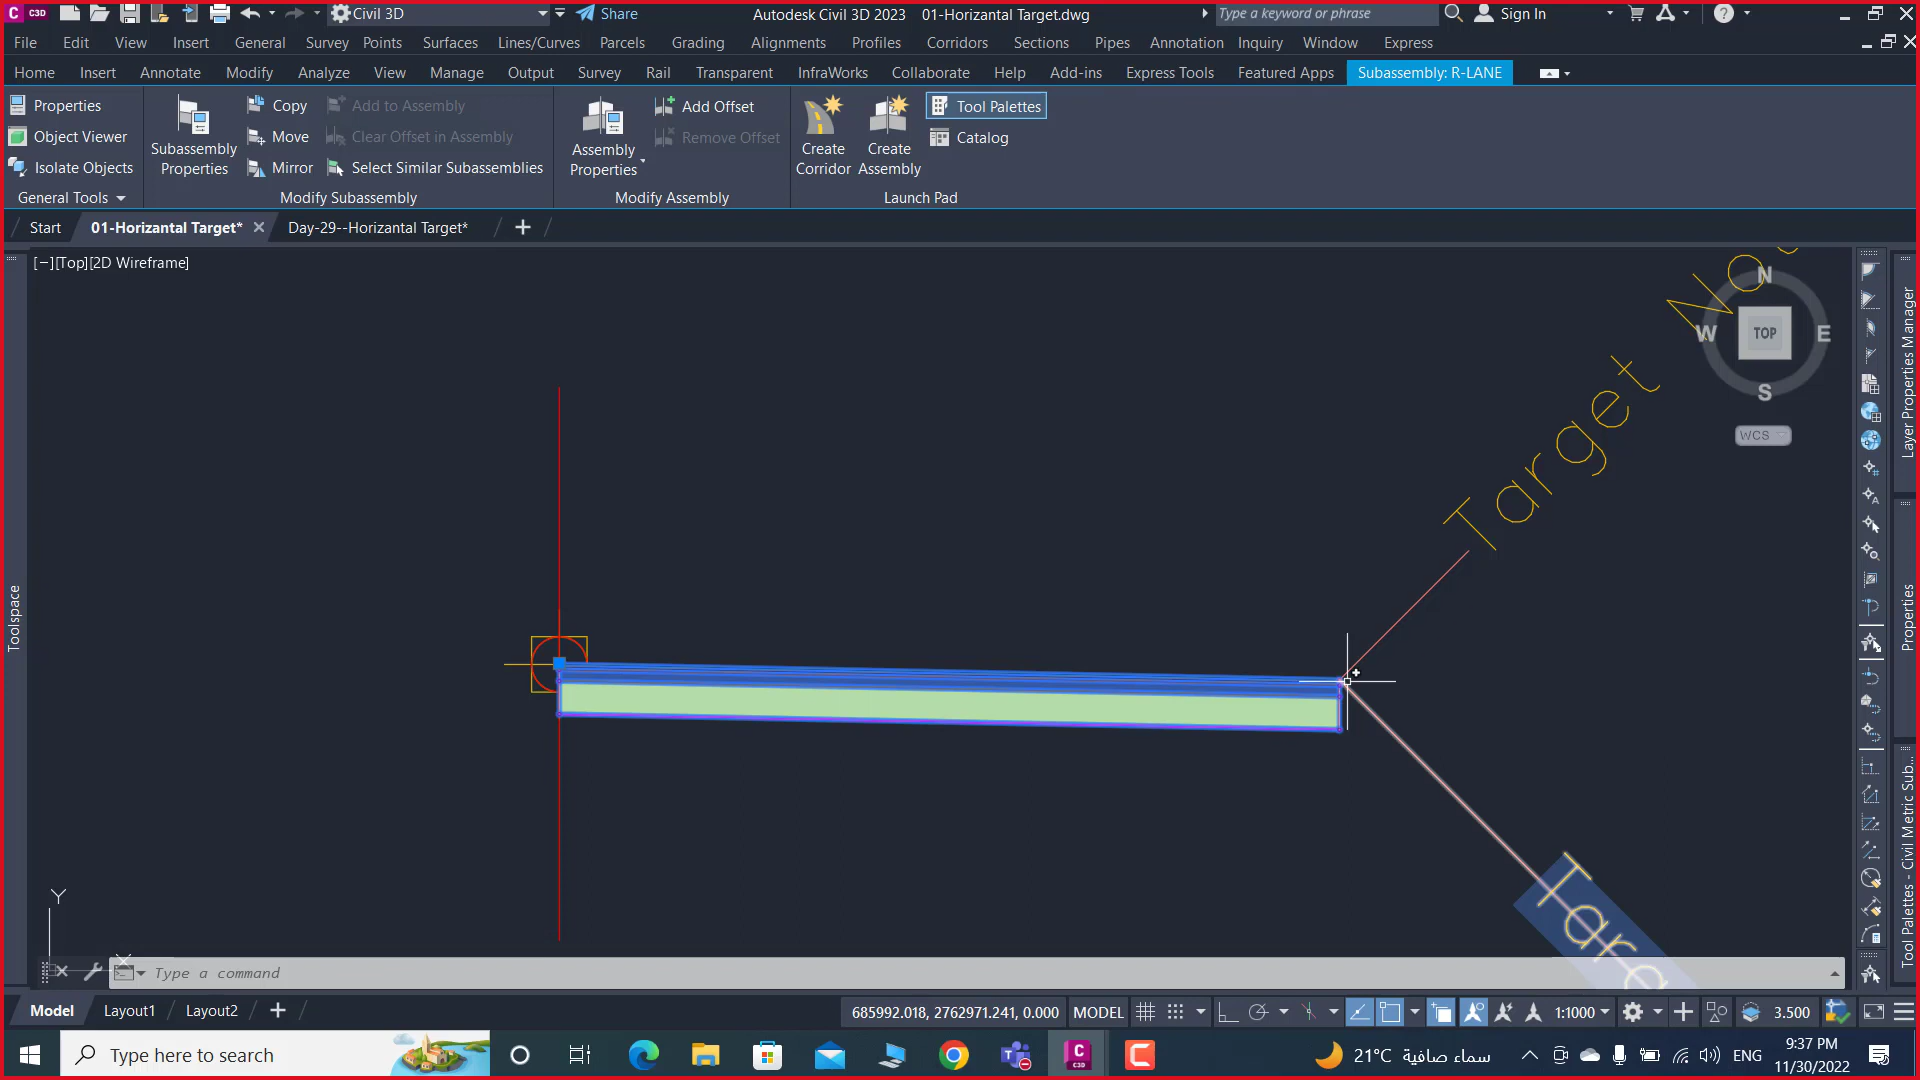 C C3D Civil 3D Share Autodesk Civil 3D 2023 01-Horizantal Target.dwg Type a keyword or phrase Sign In
File Edit View Insert General Survey Points Surfaces Lines/Curves Parcels Grading Alignments Profiles Corridors Sections Pipes Annotation Inquiry Window Express
Home Insert Annotate Modify Analyze View Manage Output Survey Rail Transparent InfraWorks Collaborate Help Add-ins Express Tools Featured Apps Subassembly: R-LANE
Properties
Object Viewer
Isolate Objects
General Tools
Subassembly
Properties
Copy
Move
Mirror
Add to Assembly
Clear Offset in Assembly
Select Similar Subassemblies
Modify Subassembly
Assembly
Properties
Add Offset
Remove Offset
Modify Assembly
Create
Corridor
Create
Assembly
Tool Palettes
Catalog
Launch Pad
Start 01-Horizantal Target* Day-29--Horizantal Target*
[−][Top][2D Wireframe]
N
W TOP E
S
WCS
Target
Toolspace
Layer Properties Manager
Properties
Tool Palettes - Civil Metric Sub...
Y
X
Type a command
Model Layout1 Layout2
685992.018, 2762971.241, 0.000 MODEL 1:1000 3.500
Type here to search
C C3D
21°C سماء صافية
ENG
9:37 PM
11/30/2022